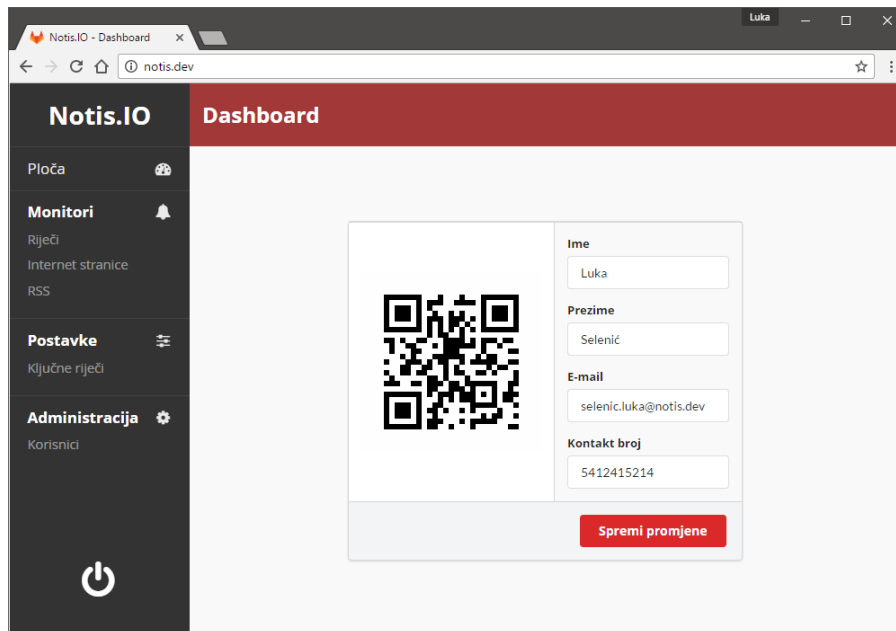 Luka
Notis.IO - Dashboard
notis.dev
Notis.IO
Dashboard
Ploča
Monitori
Riječi
Internet stranice
RSS
Postavke
Ključne riječi
Administracija
Korisnici
Ime
Luka
Prezime
Selenić
E-mail
selenic.luka@notis.dev
Kontakt broj
5412415214
Spremi promjene